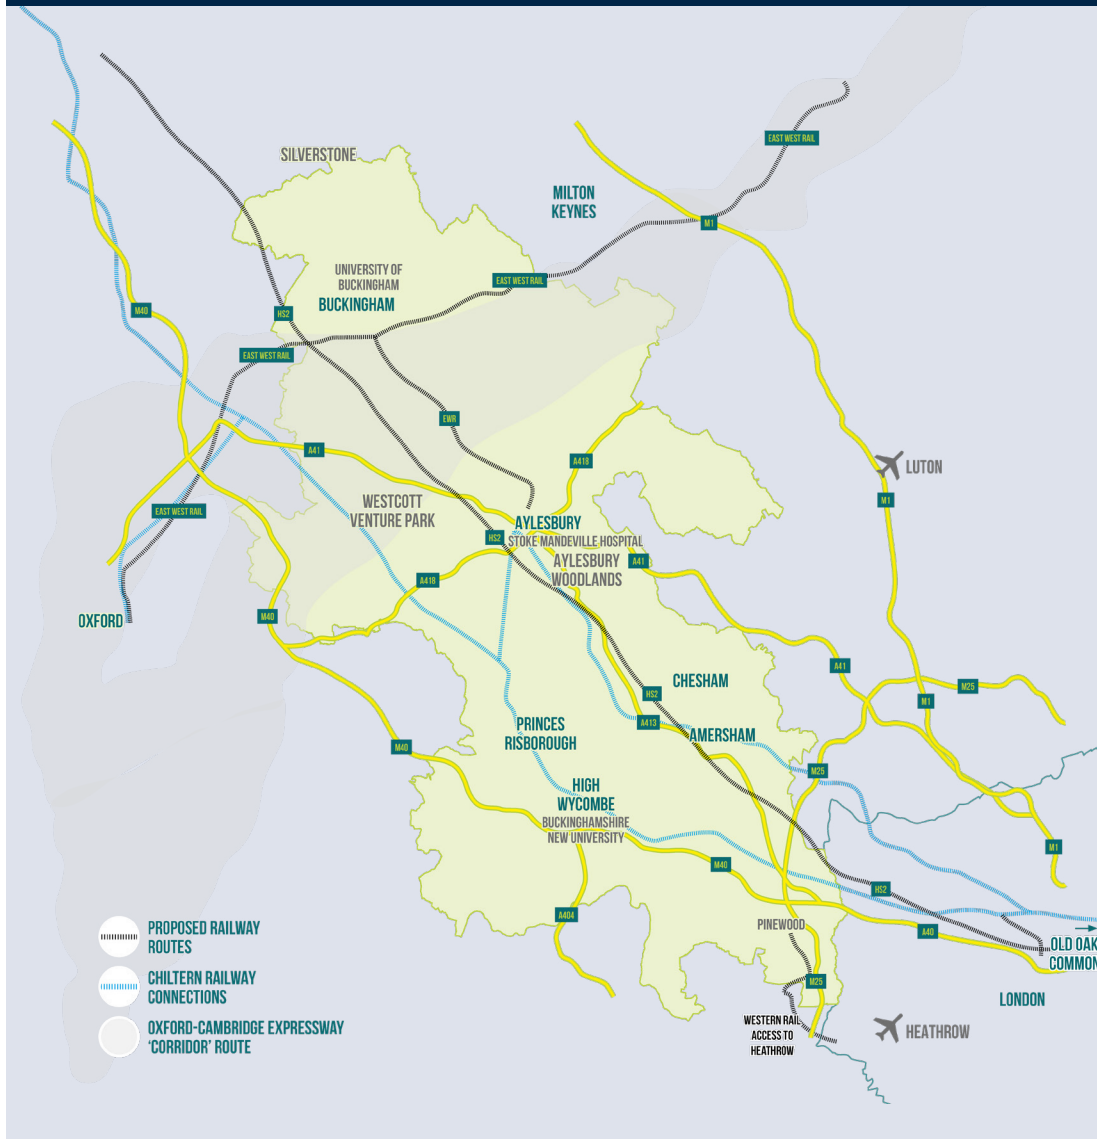 SILVERSTONE
EAST WEST RAIL
MILTON
KEYNES
M1
UNIVERSITY OF
BUCKINGHAM
BUCKINGHAM
EAST WEST RAIL
M40
HS2
EAST WEST RAIL
EWR
A41
A418
LUTON
WESTCOTT
VENTURE PARK
M1
EAST WEST RAIL
AYLESBURY
HS2
STOKE MANDEVILLE HOSPITAL
AYLESBURY
WOODLANDS
A41
A418
OXFORD
M40
A41
CHESHAM
M25
HS2
M1
A413
AMERSHAM
PRINCES
RISBOROUGH
M40
M25
HIGH
WYCOMBE
BUCKINGHAMSHIRE
NEW UNIVERSITY
M1
M40
HS2
A404
PINEWOOD
A40
OLD OAK
COMMON
PROPOSED RAILWAY
ROUTES
CHILTERN RAILWAY
CONNECTIONS
OXFORD-CAMBRIDGE EXPRESSWAY
'CORRIDOR' ROUTE
M25
LONDON
WESTERN RAIL
ACCESS TO
HEATHROW
HEATHROW